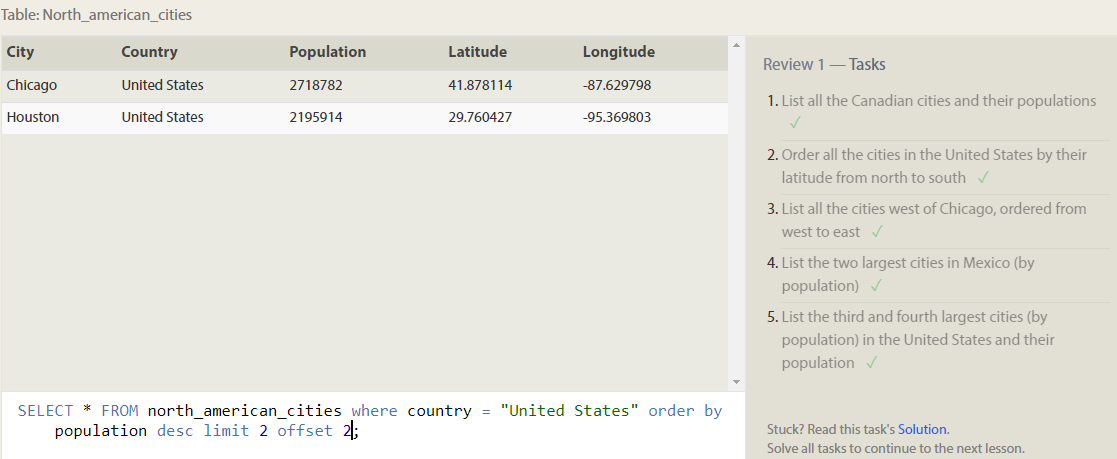 Table: North_american_cities
City Country Population Latitude Longitude
Chicago United States 2718782 41.878114 -87.629798
Houston United States 2195914 29.760427 -95.369803
SELECT * FROM north_american_cities where country = "United States" order by
population desc limit 2 offset 2;
Review 1 — Tasks
1. List all the Canadian cities and their populations
✓
2. Order all the cities in the United States by their
latitude from north to south ✓
3. List all the cities west of Chicago, ordered from
west to east ✓
4. List the two largest cities in Mexico (by
population) ✓
5. List the third and fourth largest cities (by
population) in the United States and their
population ✓
Stuck? Read this task's Solution.
Solve all tasks to continue to the next lesson.